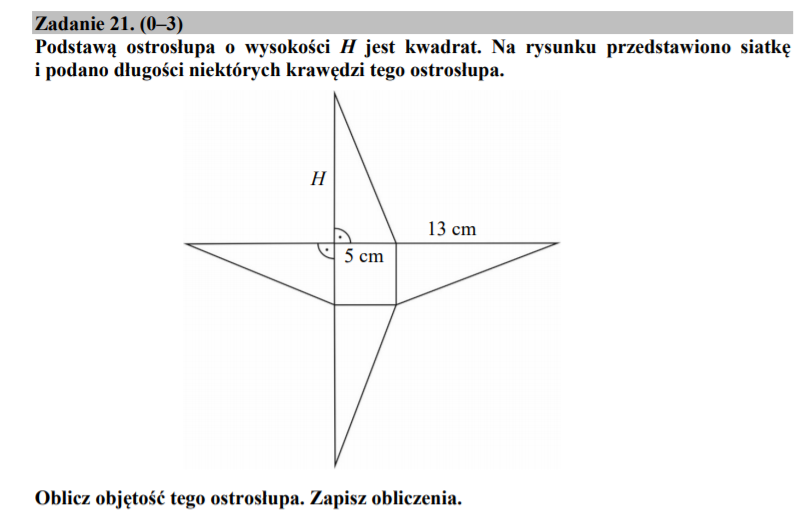 Zadanie 21. (0–3)
Podstawą ostrosłupa o wysokości H jest kwadrat. Na rysunku przedstawiono siatkę
i podano długości niektórych krawędzi tego ostrosłupa.
H
13 cm
5 cm
Oblicz objętość tego ostrosłupa. Zapisz obliczenia.